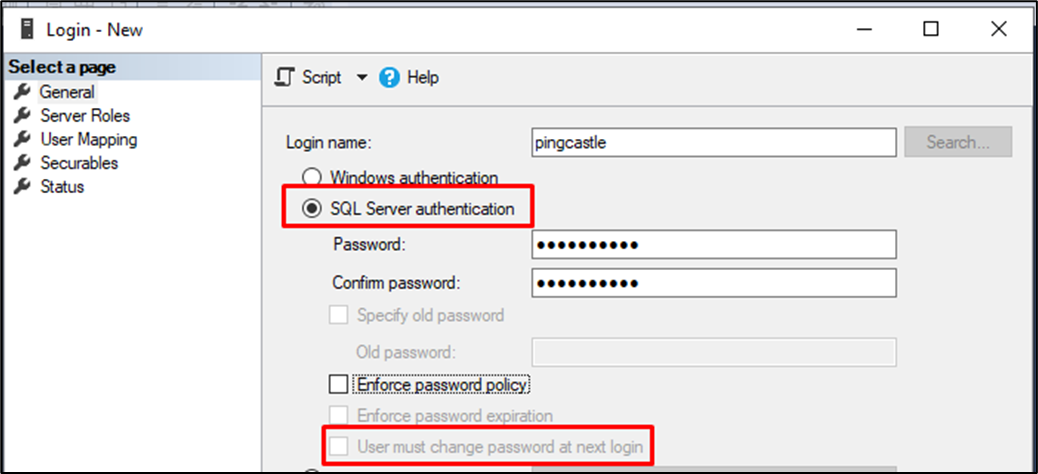 Login - New
Select a page
General
Server Roles
User Mapping
Securables
Status
Script
Help
Login name:
pingcastle
Search...
Windows authentication
SQL Server authentication
Password:
●●●●●●●●●●
Confirm password:
●●●●●●●●●●
Specify old password
Old password:
Enforce password policy
Enforce password expiration
User must change password at next login